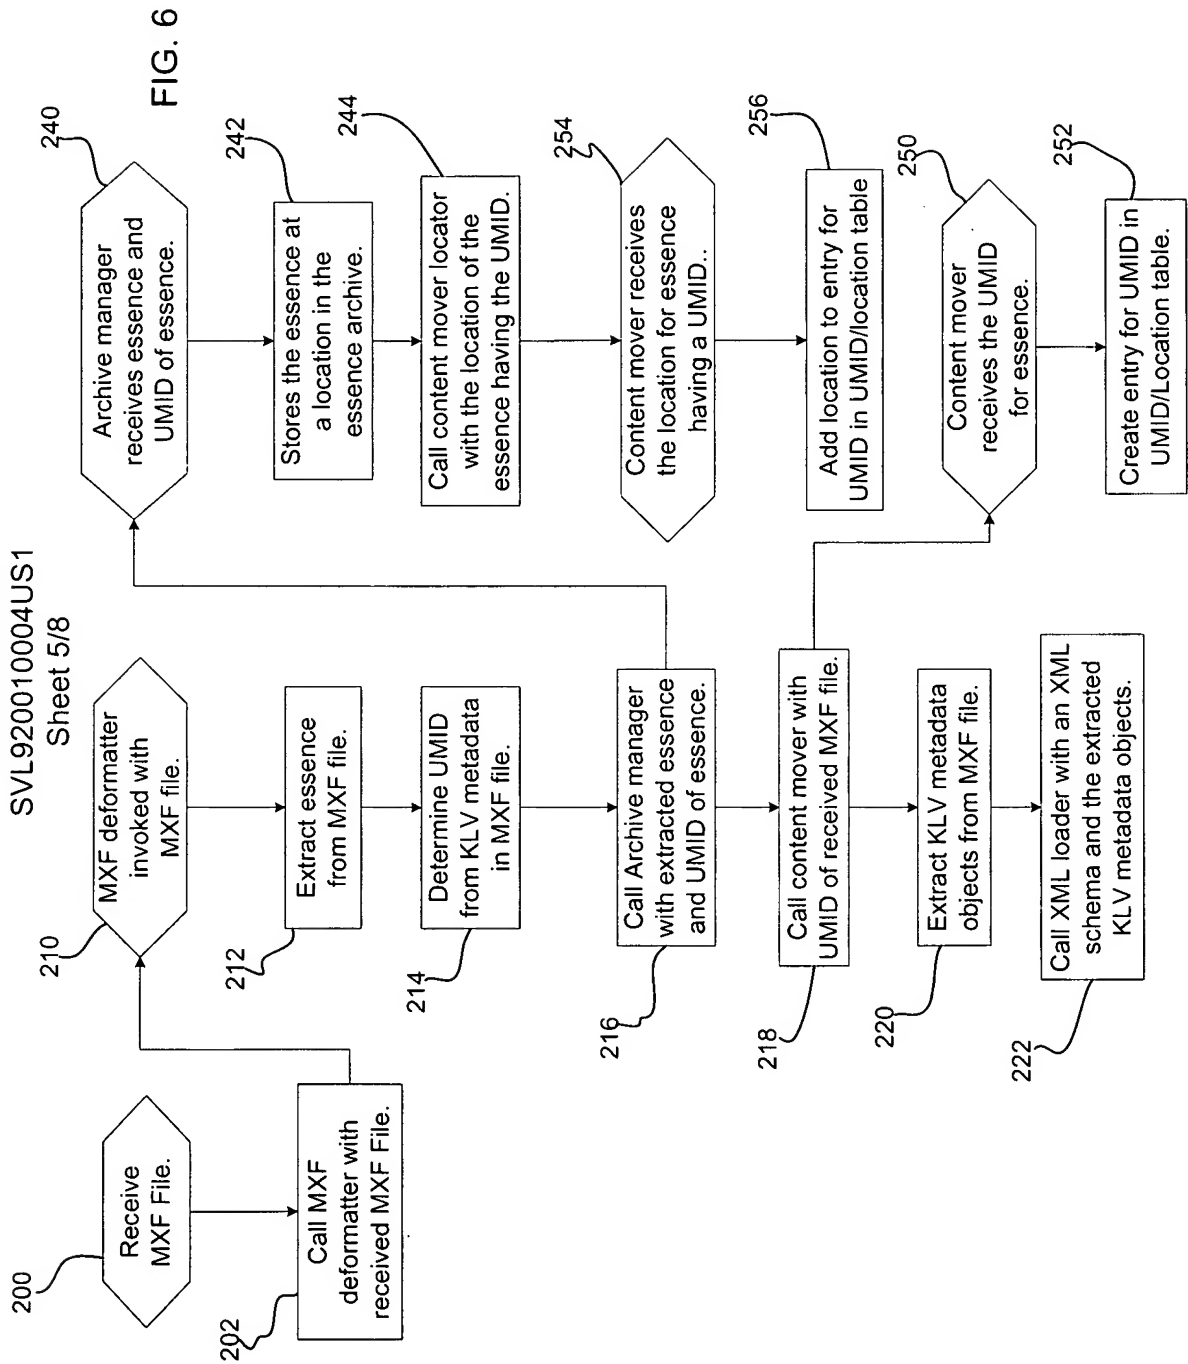 SVL920010004US1
Sheet 5/8
FIG. 6
200
Receive
MXF File.
202
Call MXF
deformatter with
received MXF File.
210
MXF deformatter
invoked with
MXF file.
212
Extract essence
from MXF file.
214
Determine UMID
from KLV metadata
in MXF file.
216
Call Archive manager
with extracted essence
and UMID of essence.
218
Call content mover with
UMID of received MXF file.
220
Extract KLV metadata
objects from MXF file.
222
Call XML loader with an XML
schema and the extracted
KLV metadata objects.
240
Archive manager
receives essence and
UMID of essence.
242
Stores the essence at
a location in the
essence archive.
244
Call content mover locator
with the location of the
essence having the UMID.
254
Content mover receives
the location for essence
having a UMID..
256
Add location to entry for
UMID in UMID/location table
250
Content mover
receives the UMID
for essence.
252
Create entry for UMID in
UMID/Location table.